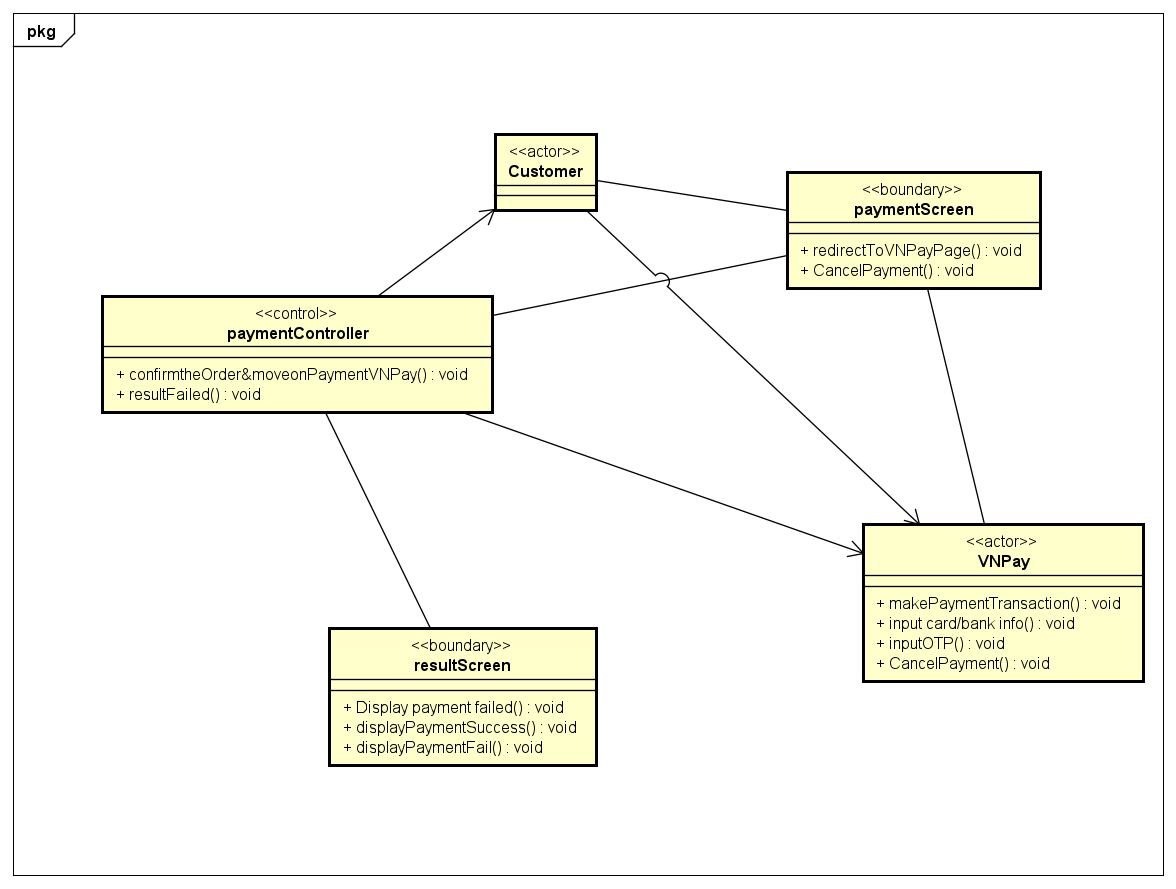 pkg
<<actor>>
Customer
<<boundary>>
paymentScreen
+ redirectToVNPayPage() : void
+ CancelPayment() : void
<<control>>
paymentController
+ confirmtheOrder&moveonPaymentVNPay() : void
+ resultFailed() : void
<<actor>>
VNPay
+ makePaymentTransaction() : void
+ input card/bank info() : void
+ inputOTP() : void
+ CancelPayment() : void
<<boundary>>
resultScreen
+ Display payment failed() : void
+ displayPaymentSuccess() : void
+ displayPaymentFail() : void